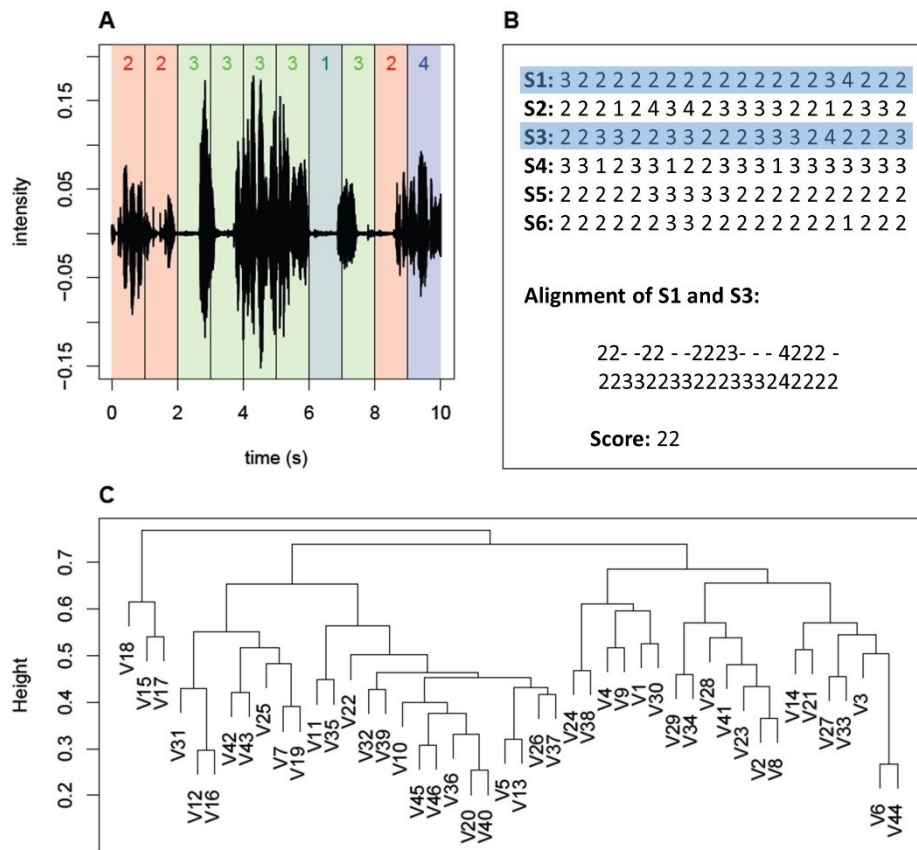 A
2 2 3 3 3 3 1 3 2 4
0.15
0.05
−0.05
−0.15
intensity
0 2 4 6 8 10
time (s)
B
S1: 3 2 2 2 2 2 2 2 2 2 2 2 2 2 2 3 4 2 2 2
S2: 2 2 2 1 2 4 3 4 2 3 3 3 3 2 2 1 2 3 3 2
S3: 2 2 3 3 2 2 3 3 2 2 2 3 3 3 2 4 2 2 2 3
S4: 3 3 1 2 3 3 1 2 2 3 3 3 1 3 3 3 3 3 3 3
S5: 2 2 2 2 2 3 3 3 3 3 2 2 2 2 2 2 2 2 2 2
S6: 2 2 2 2 2 2 3 3 2 2 2 2 2 2 2 2 1 2 2 2
Alignment of S1 and S3:
22- -22 - -2223- - - 4222 -
22332233222333242222
Score: 22
C
0.7
0.6
0.5
0.4
0.3
0.2
Height
V18
V15
V17
V31
V12
V16
V42
V43
V25
V7
V19
V11
V35
V22
V32
V39
V10
V45
V46
V36
V20
V40
V5
V13
V26
V37
V24
V38
V4
V9
V1
V30
V29
V34
V28
V41
V23
V2
V8
V14
V21
V27
V33
V3
V6
V44